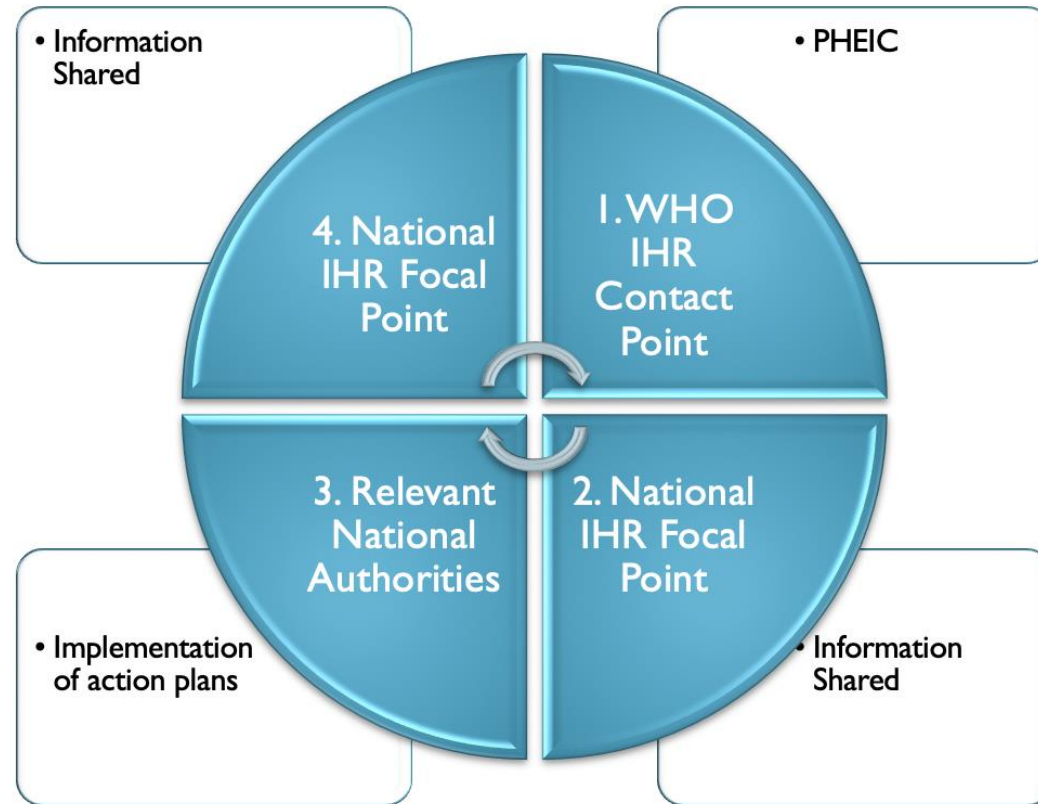 • Information
Shared
• PHEIC
4. National
IHR Focal
Point
1. WHO
IHR
Contact
Point
3. Relevant
National
Authorities
2. National
IHR Focal
Point
• Implementation
of action plans
• Information
Shared